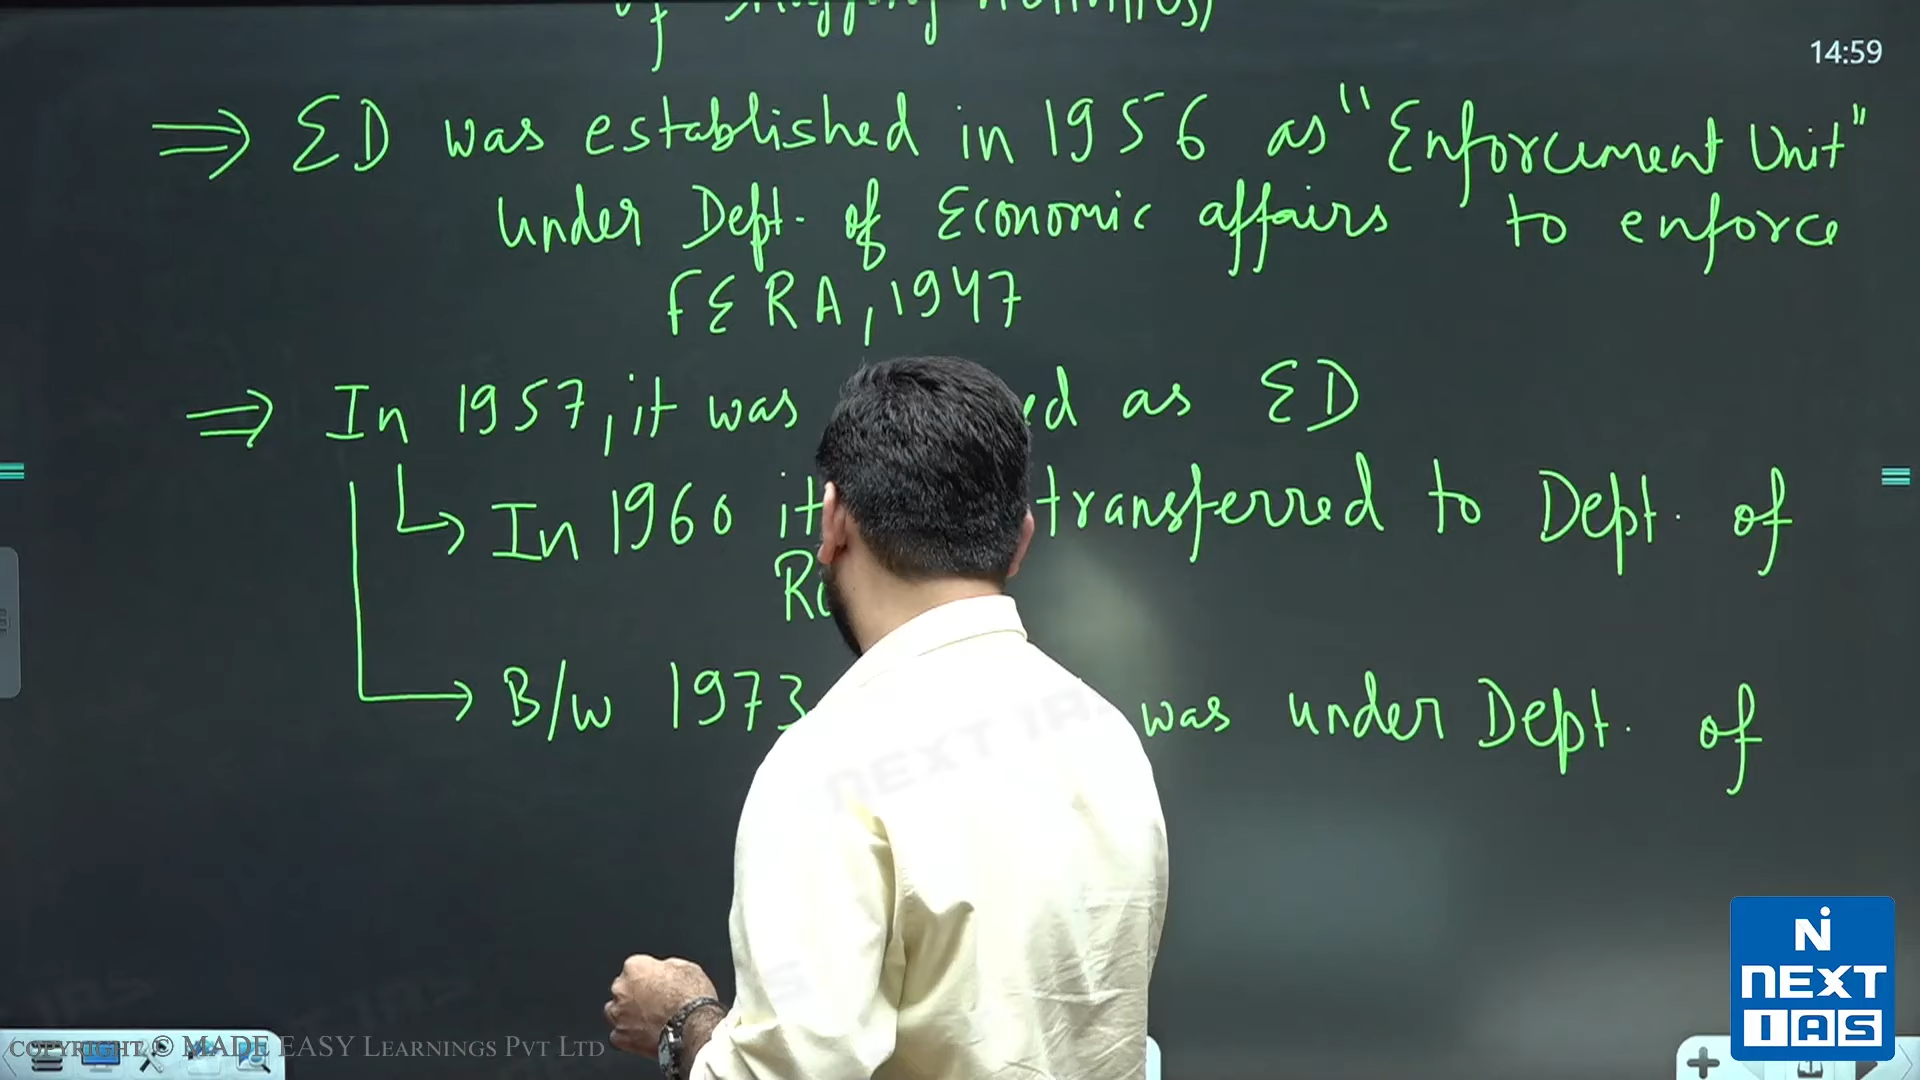 14:59
⇒ ED was established in 1956 as "Enforcement Unit"
under Dept. of Economic affairs to enforce
FERA, 1947
⇒ In 1957, it was as ED
→ In 1960 it transferred to Dept. of
→ B/w 1973 was under Dept. of
NEXT IAS
N
NEXT
IAS
COPYRIGHT © MADE EASY LEARNINGS PVT LTD